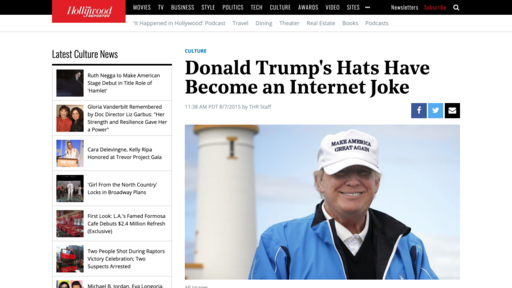 The
Hollywood
REPORTER
MOVIES TV BUSINESS STYLE POLITICS TECH CULTURE AWARDS VIDEO SITES
Newsletters Subscribe
'It Happened in Hollywood' Podcast Travel Dining Theater Real Estate Books Podcasts
Latest Culture News
Ruth Negga to Make American
Stage Debut in Title Role of
'Hamlet'
Gloria Vanderbilt Remembered
by Doc Director Liz Garbus: "Her
Strength and Resilience Gave Her
a Power"
Cara Delevingne, Kelly Ripa
Honored at Trevor Project Gala
'Girl From the North Country'
Locks in Broadway Plans
First Look: L.A.'s Famed Formosa
Cafe Debuts $2.4 Million Refresh
(Exclusive)
Two People Shot During Raptors
Victory Celebration; Two
Suspects Arrested
Michael B. Jordan, Eva Longoria,
CULTURE
Donald Trump's Hats Have
Become an Internet Joke
11:38 AM PDT 8/7/2015 by THR Staff
MAKE AMERICA
GREAT AGAIN